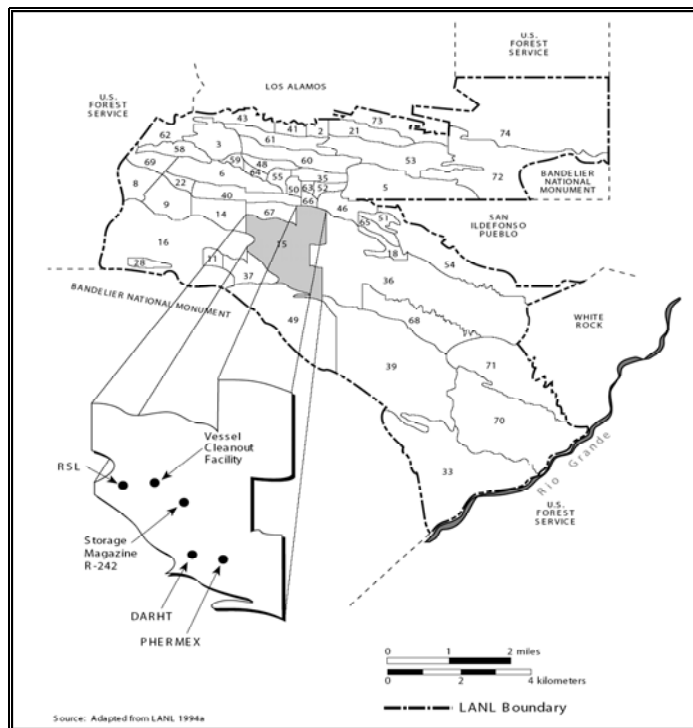 U.S.
FOREST
SERVICE
LOS ALAMOS
U.S.
FOREST
SERVICE
43
41
2
73
21
74
62
3
61
58
53
59
48
60
69
64
55
35
6
72
8
22
50
63
52
5
BANDELIER
NATIONAL
MONUMENT
9
40
66
14
67
46
51
65
SAN
ILDEFONSO
PUEBLO
16
15
18
11
54
28
37
36
BANDELIER NATIONAL MONUMENT
49
68
WHITE
ROCK
39
71
70
33
Rio Grande
U.S.
FOREST
SERVICE
Vessel
Cleanout
Facility
RSL
Storage
Magazine
R-242
DARHT
PHERMEX
0 1 2 miles
0 2 4 kilometers
LANL Boundary
Source: Adapted from LANL 1994a